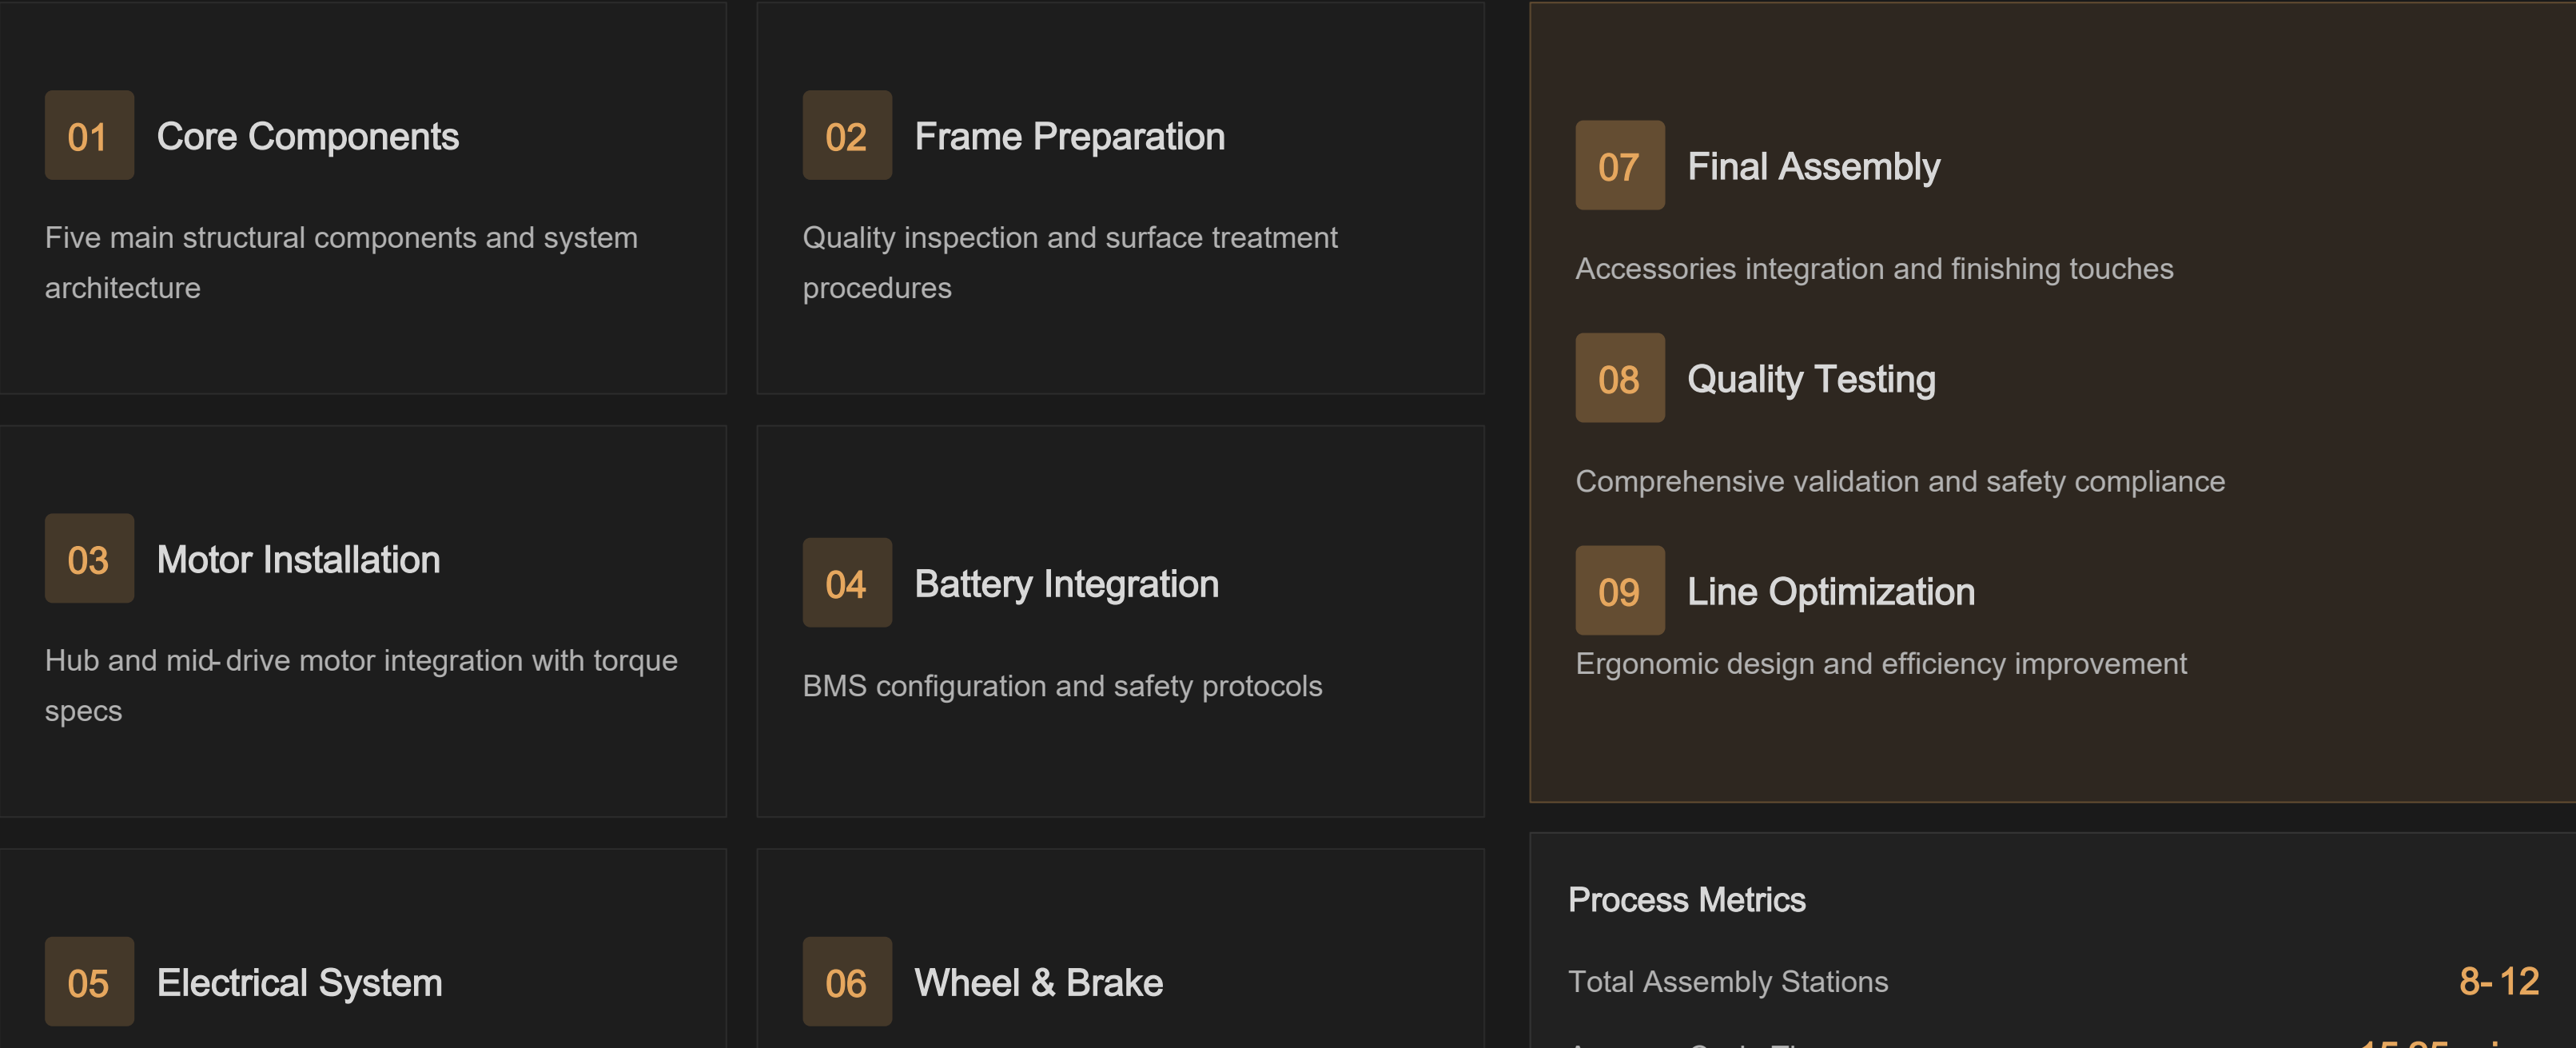 01
Core Components
Five main structural components and system
architecture
02
Frame Preparation
Quality inspection and surface treatment
procedures
03
Motor Installation
Hub and mid-drive motor integration with torque
specs
04
Battery Integration
BMS configuration and safety protocols
05
Electrical System
06
Wheel & Brake
07
Final Assembly
Accessories integration and finishing touches
08
Quality Testing
Comprehensive validation and safety compliance
09
Line Optimization
Ergonomic design and efficiency improvement
Process Metrics
Total Assembly Stations
8-12